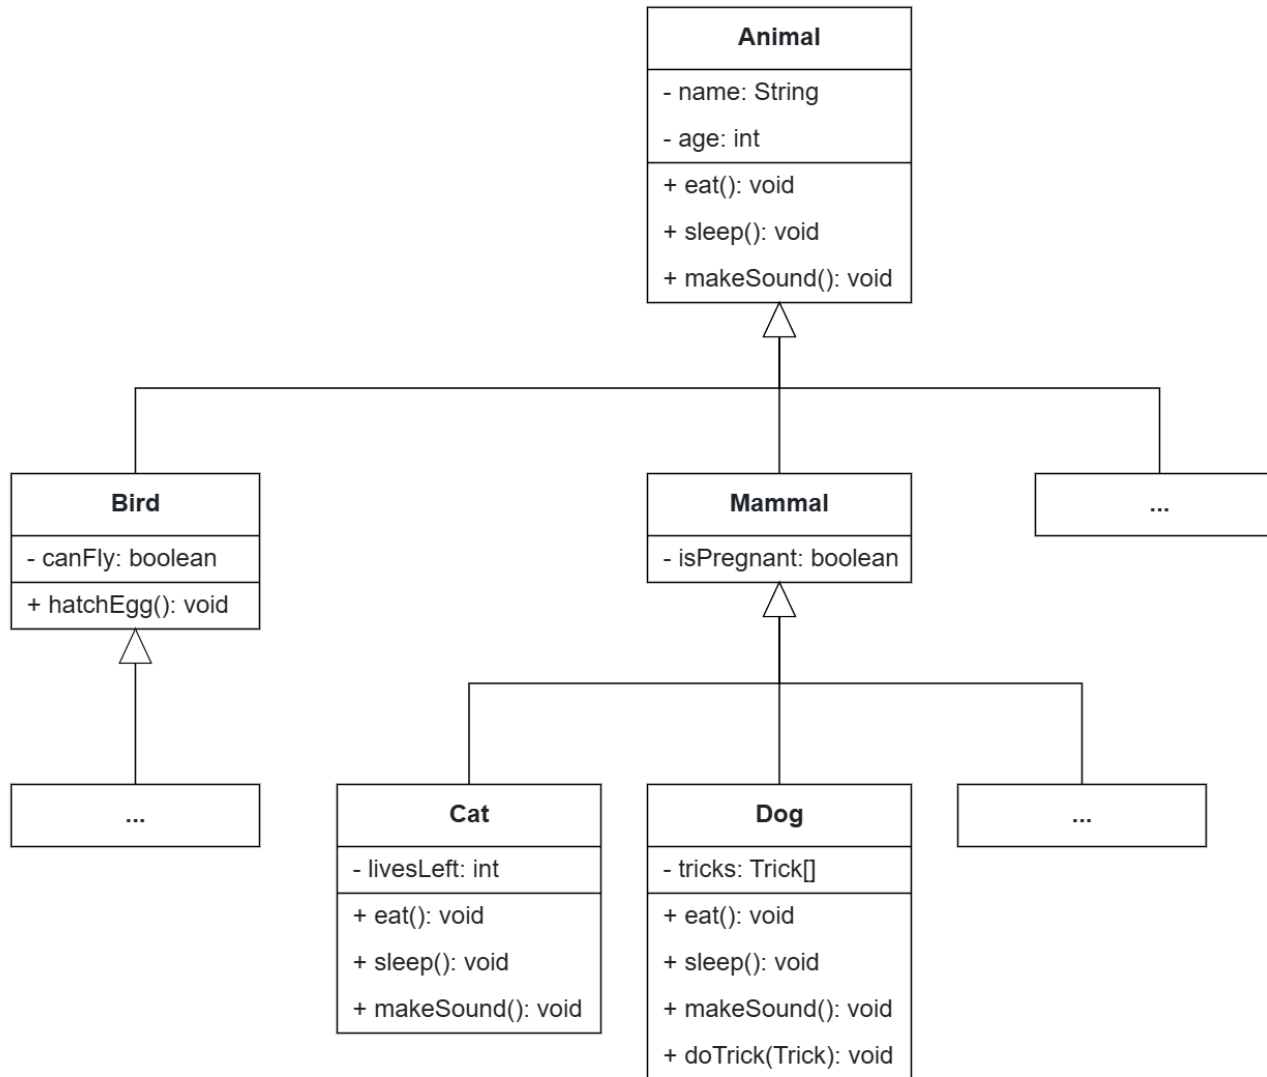 Animal
- name: String
- age: int
+ eat(): void
+ sleep(): void
+ makeSound(): void
Bird
- canFly: boolean
+ hatchEgg(): void
Mammal
- isPregnant: boolean
...
...
Cat
- livesLeft: int
+ eat(): void
+ sleep(): void
+ makeSound(): void
Dog
- tricks: Trick[]
+ eat(): void
+ sleep(): void
+ makeSound(): void
+ doTrick(Trick): void
...